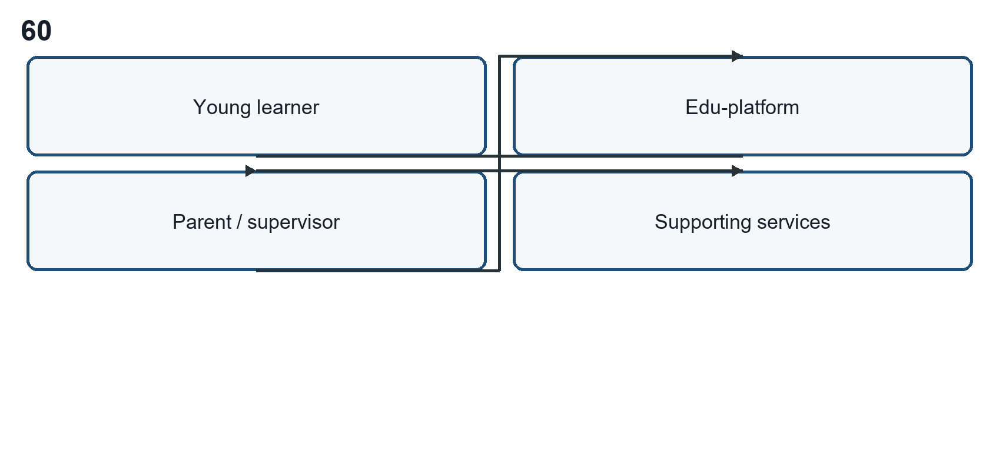 60
Young learner
Edu-platform
Parent / supervisor
Supporting services